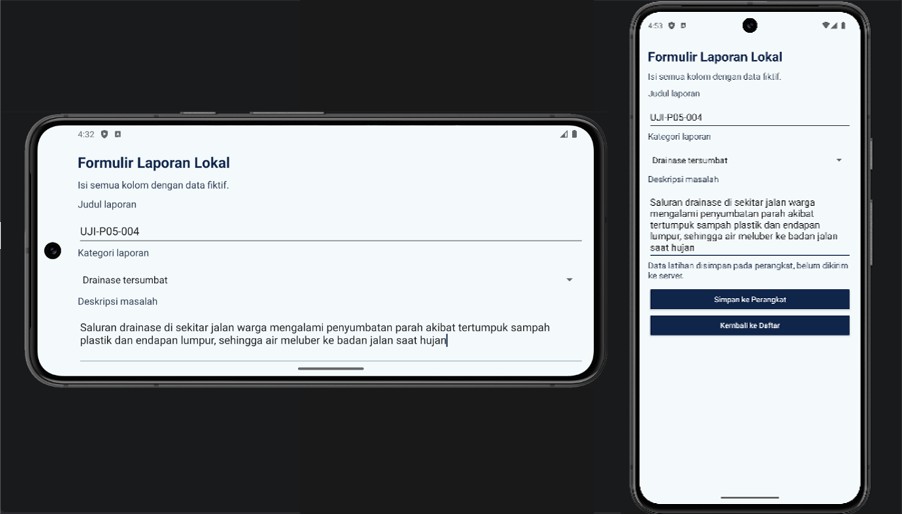 4:32
Formulir Laporan Lokal
Isi semua kolom dengan data fiktif.
Judul laporan
UJI-P05-004
Kategori laporan
Drainase tersumbat
Deskripsi masalah
Saluran drainase di sekitar jalan warga mengalami penyumbatan parah akibat tertumpuk sampah
plastik dan endapan lumpur, sehingga air meluber ke badan jalan saat hujan
4:53
Formulir Laporan Lokal
Isi semua kolom dengan data fiktif.
Judul laporan
UJI-P05-004
Kategori laporan
Drainase tersumbat
Deskripsi masalah
Saluran drainase di sekitar jalan warga
mengalami penyumbatan parah akibat
tertumpuk sampah plastik dan endapan
lumpur, sehingga air meluber ke badan jalan
saat hujan
Data latihan disimpan pada perangkat, belum dikirim
ke server.
Simpan ke Perangkat
Kembali ke Daftar